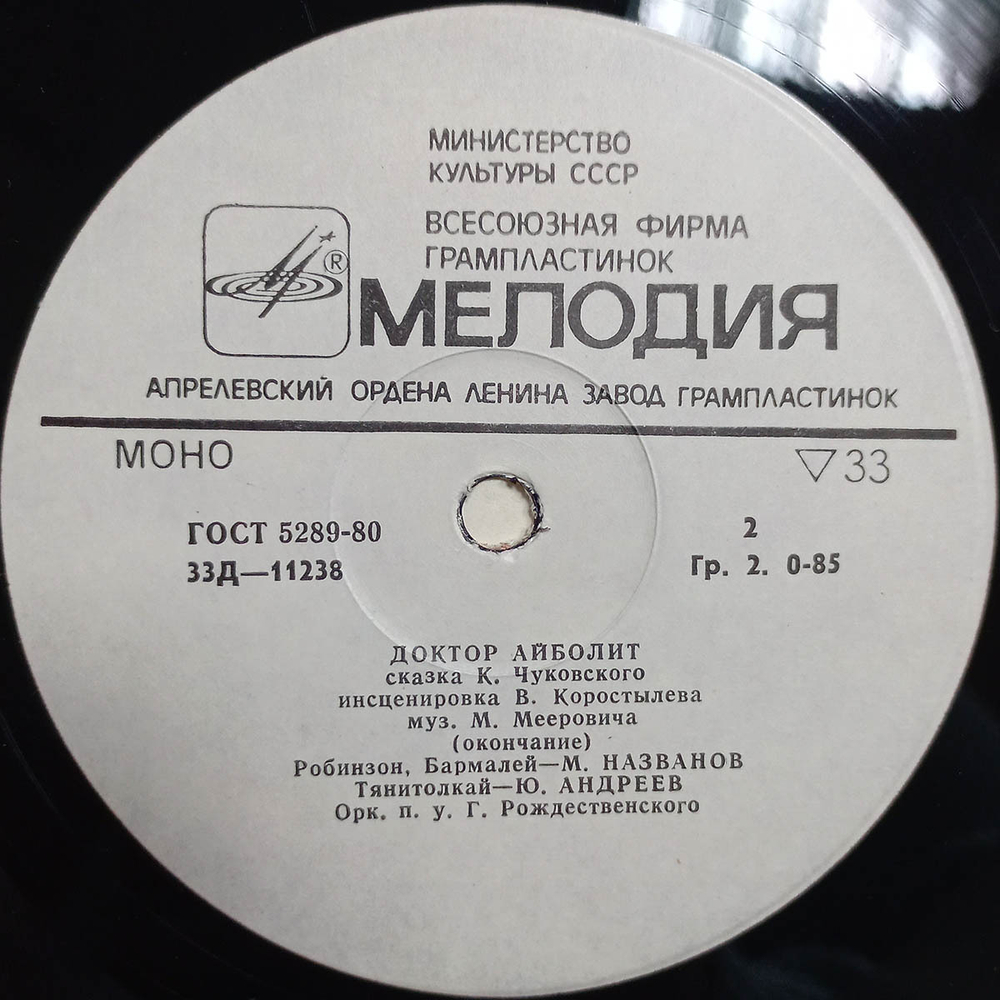 МИНИСТЕРСТВО
КУЛЬТУРЫ СССР
ВСЕСОЮЗНАЯ ФИРМА
ГРАМПЛАСТИНОК
®
МЕЛОДИЯ
АПРЕЛЕВСКИЙ ОРДЕНА ЛЕНИНА ЗАВОД ГРАМПЛАСТИНОК
МОНО
▽33
ГОСТ 5289-80
2
33Д—11238
Гр. 2. 0-85
ДОКТОР АЙБОЛИТ
сказка К. Чуковского
инсценировка В. Коростылева
муз. М. Мееровича
(окончание)
Робинзон, Бармалей—М. НАЗВАНОВ
Тянитолкай—Ю. АНДРЕЕВ
Орк. п. у. Г. Рождественского